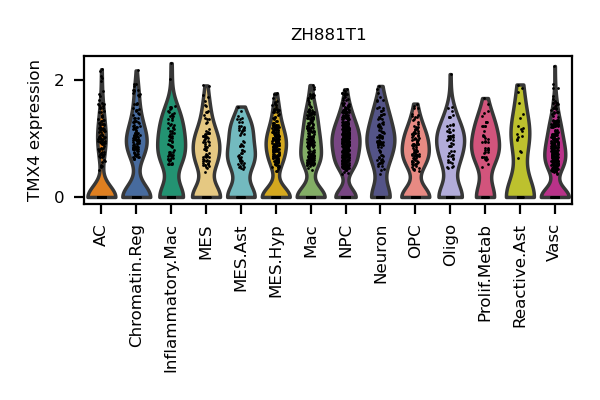 ZH881T1
TMX4 expression
2
0
AC
Chromatin.Reg
Inflammatory.Mac
MES
MES.Ast
MES.Hyp
Mac
NPC
Neuron
OPC
Oligo
Prolif.Metab
Reactive.Ast
Vasc